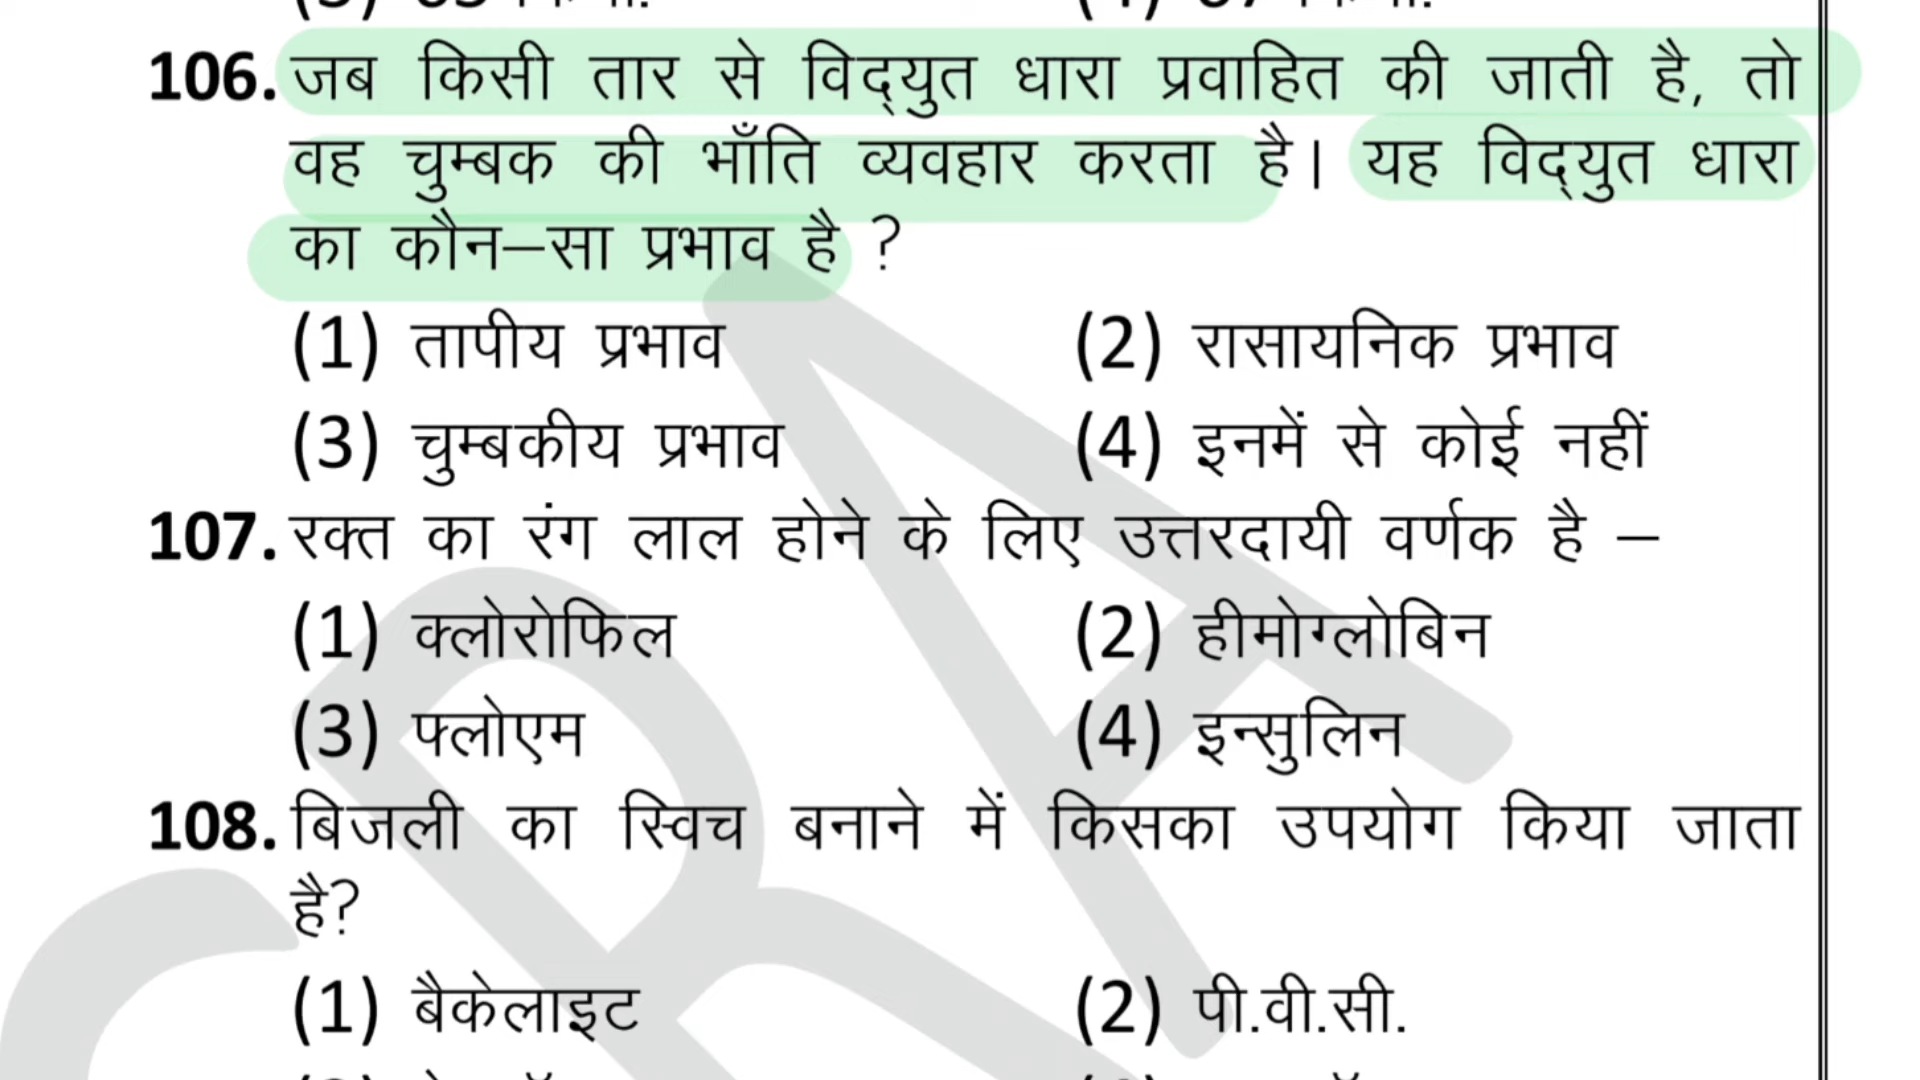 106. जब किसी तार से विद्युत धारा प्रवाहित की जाती है, तो
वह चुम्बक की भाँति व्यवहार करता है। यह विद्युत धारा
का कौन–सा प्रभाव है ?
(1) तापीय प्रभाव (2) रासायनिक प्रभाव
(3) चुम्बकीय प्रभाव (4) इनमें से कोई नहीं
107. रक्त का रंग लाल होने के लिए उत्तरदायी वर्णक है –
(1) क्लोरोफिल (2) हीमोग्लोबिन
(3) फ्लोएम (4) इन्सुलिन
108. बिजली का स्विच बनाने में किसका उपयोग किया जाता
है?
(1) बैकेलाइट (2) पी.वी.सी.